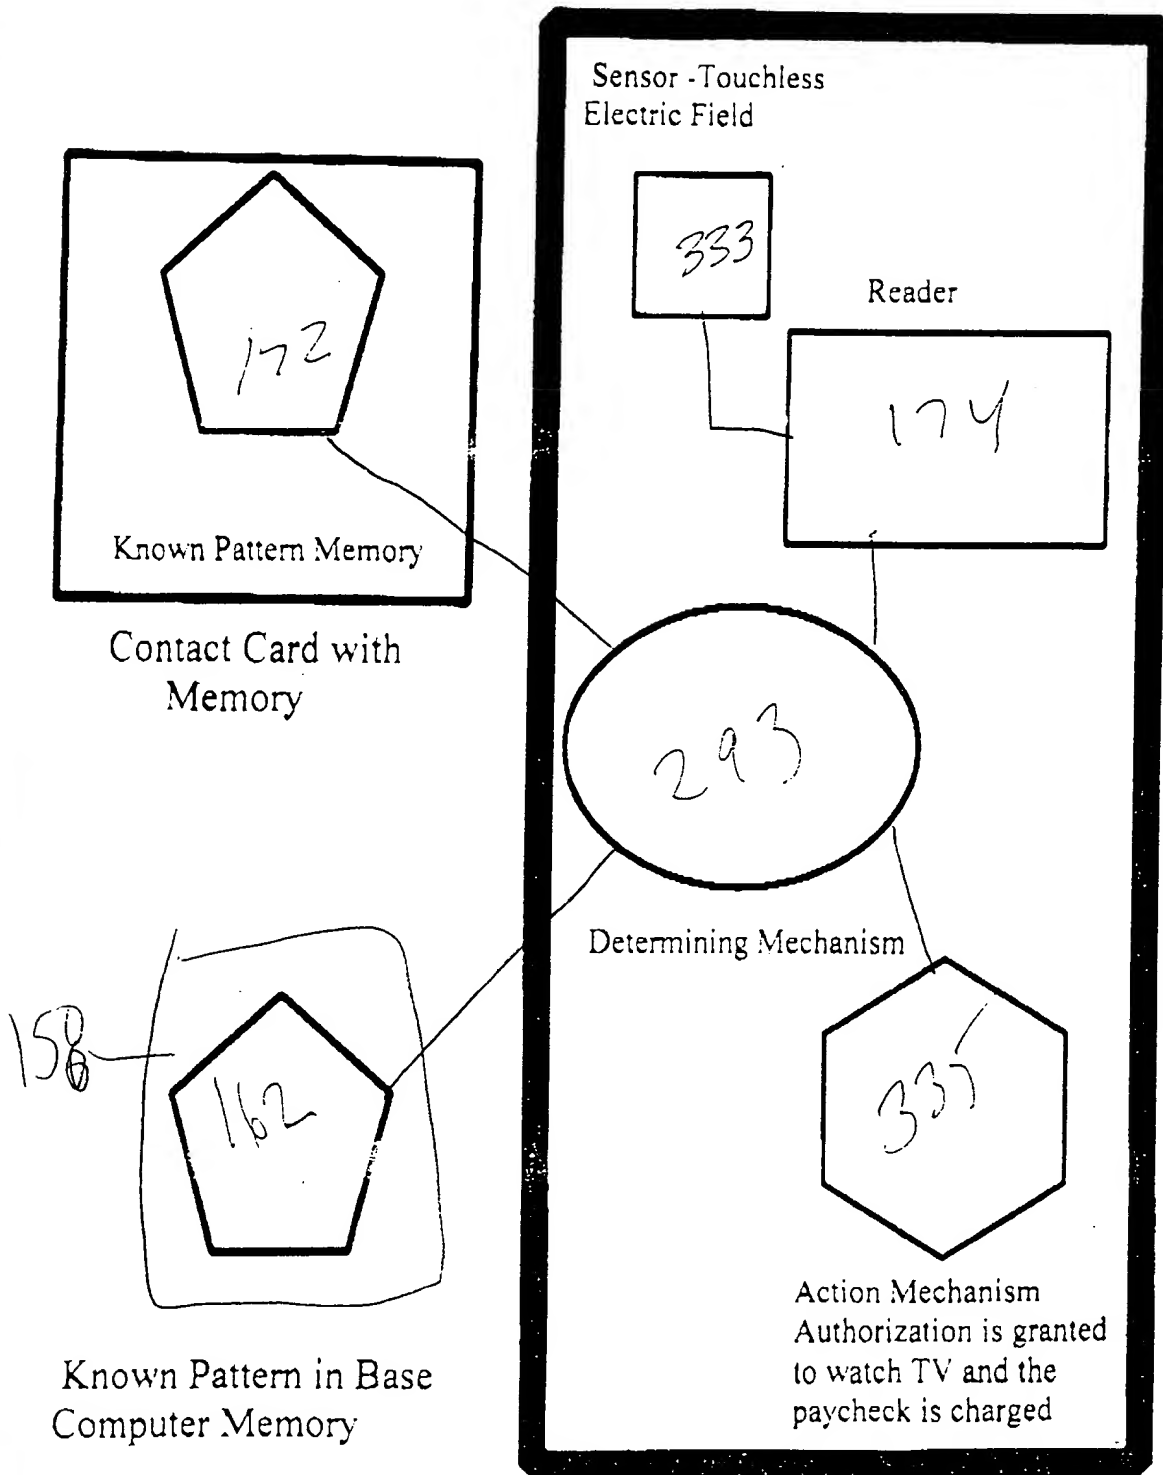 Sensor -Touchless
Electric Field
333
Reader
174
172
Known Pattern Memory
Contact Card with
Memory
293
Determining Mechanism
158
162
Known Pattern in Base
Computer Memory
Action Mechanism
Authorization is granted
to watch TV and the
paycheck is charged